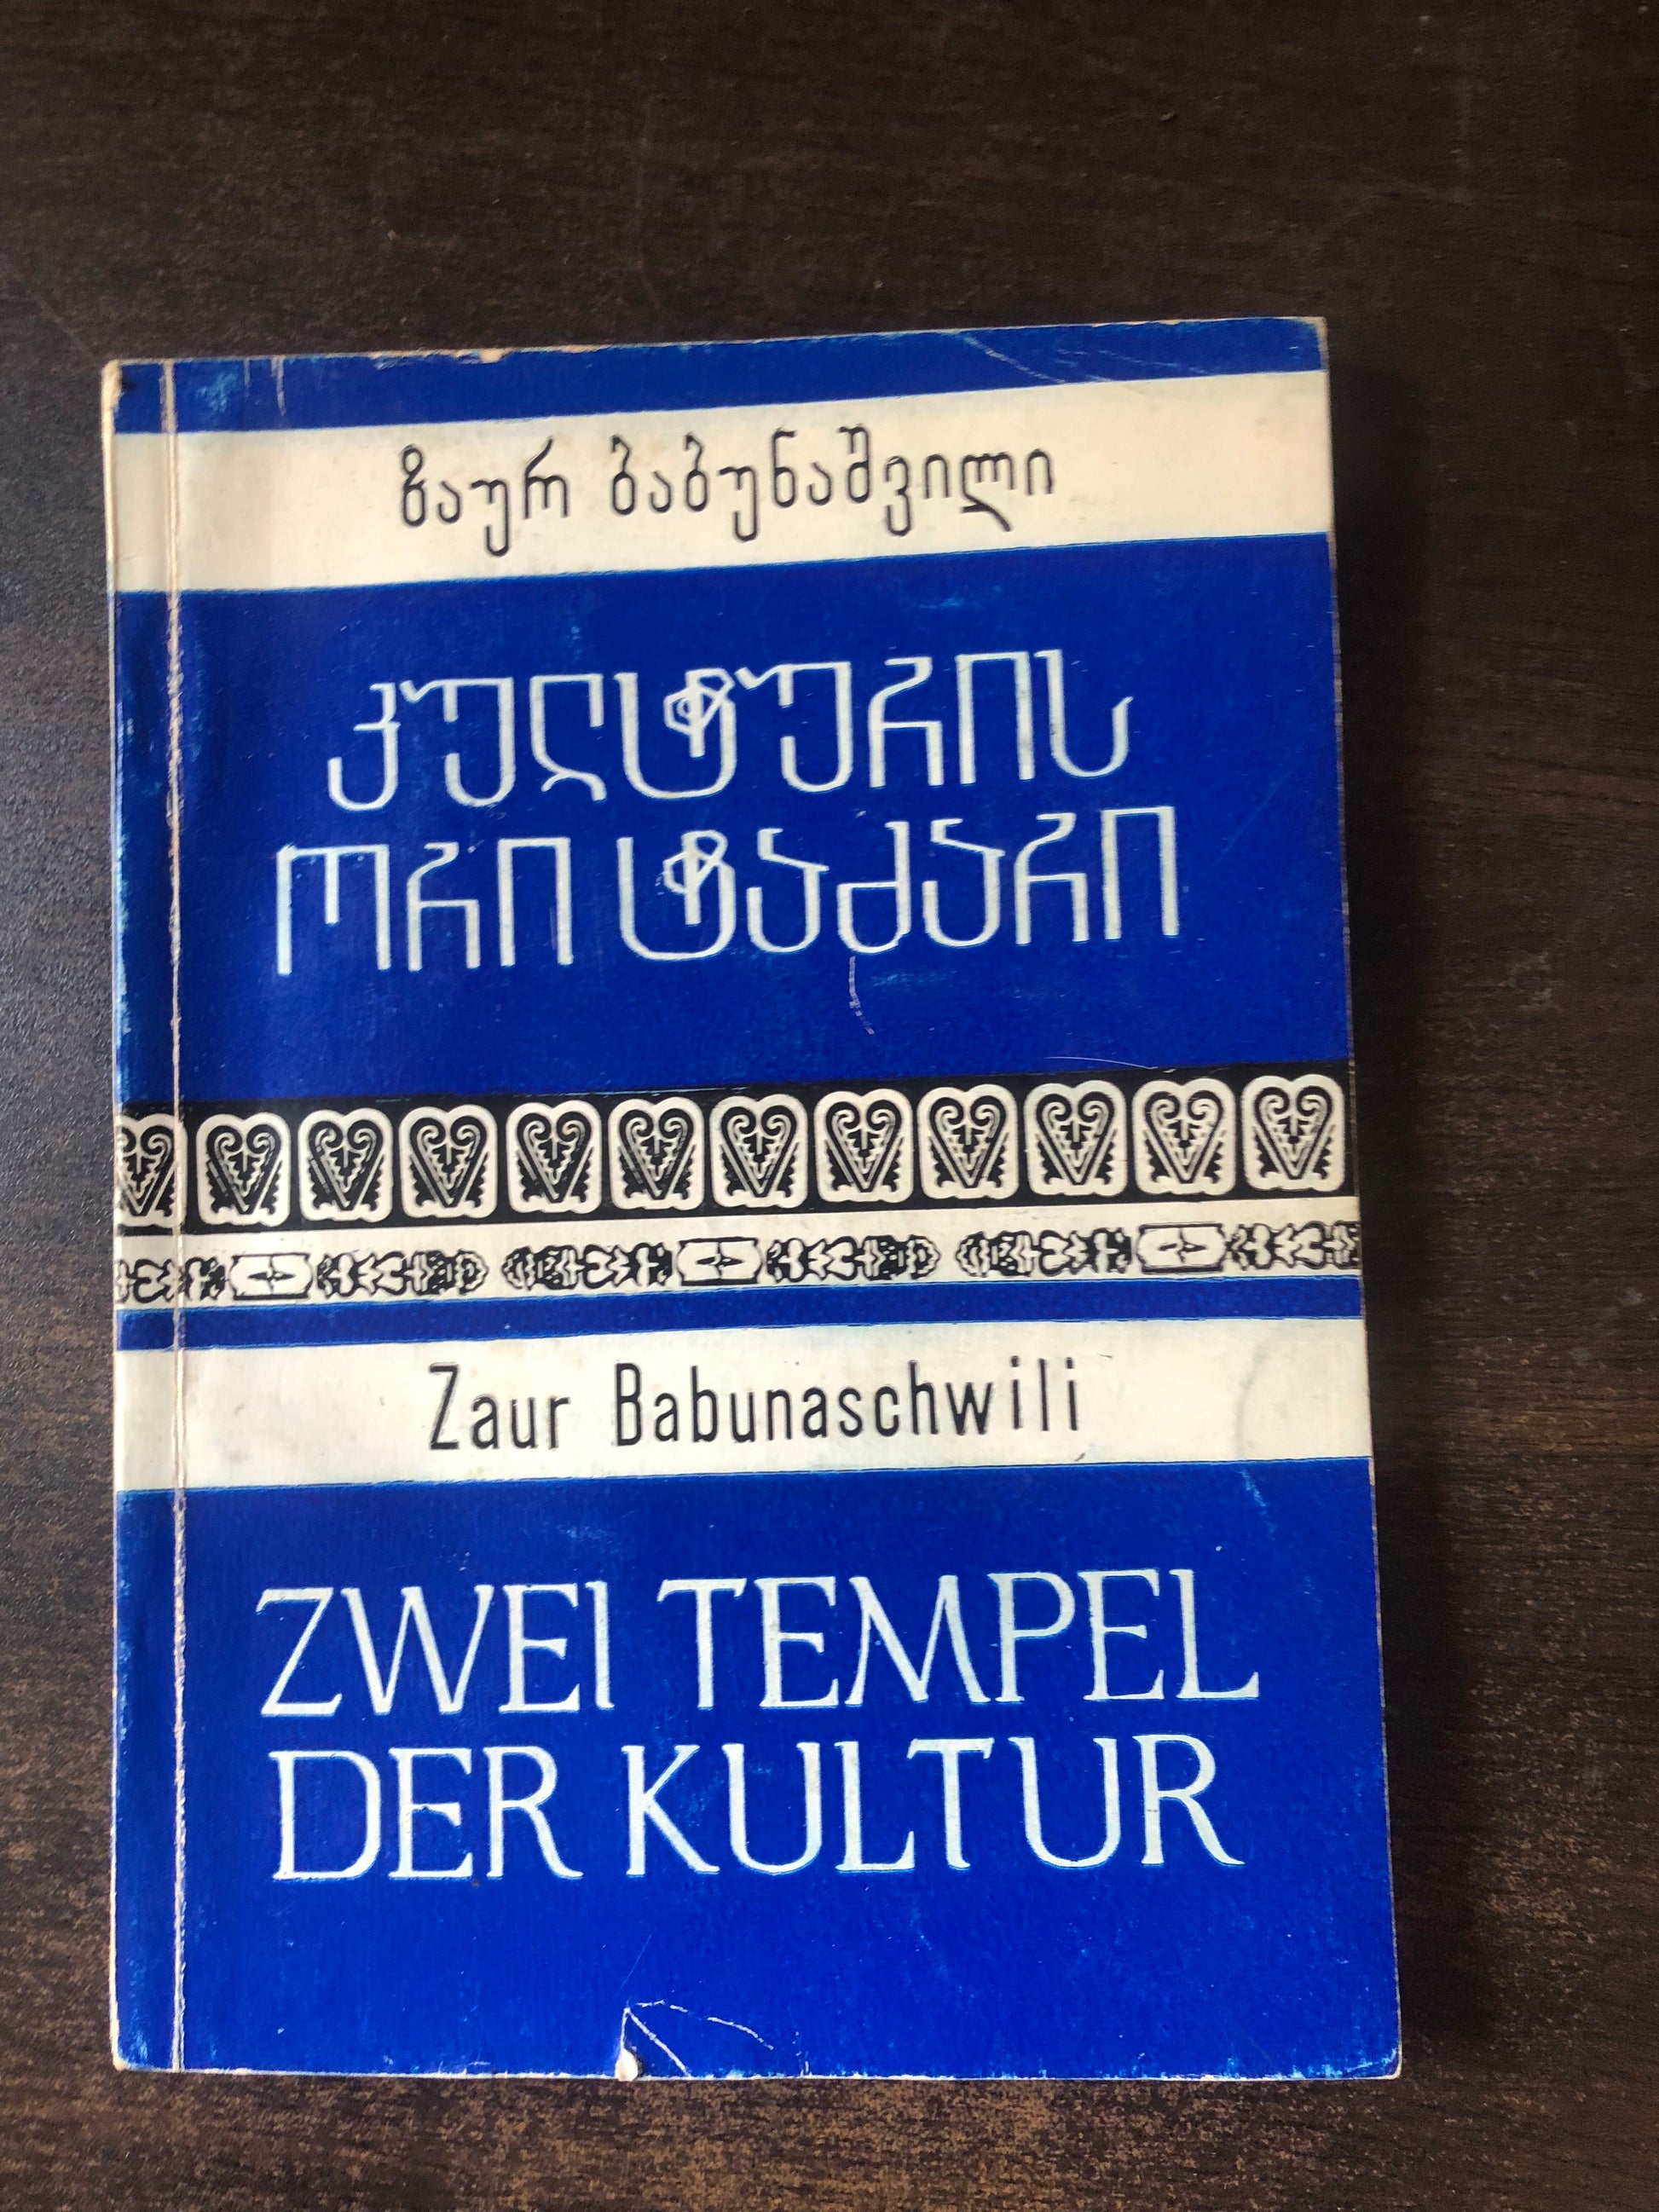 ზაურ ბაბუნაშვილი
კულტურის
ორი ტაძარი
Zaur Babunaschwili
ZWEI TEMPEL
DER KULTUR